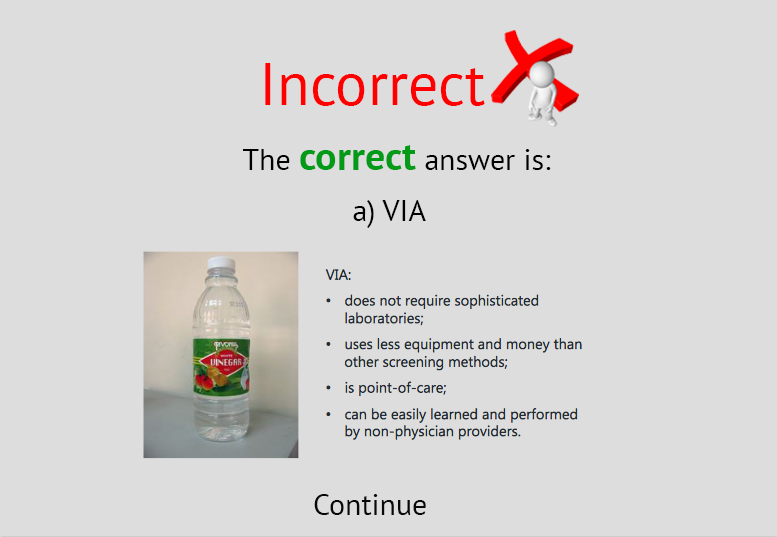 Incorrect
The correct answer is:
a) VIA
VIA:
• does not require sophisticated
laboratories;
• uses less equipment and money than
other screening methods;
• is point-of-care;
• can be easily learned and performed
by non-physician providers.
VINEGAR
Continue